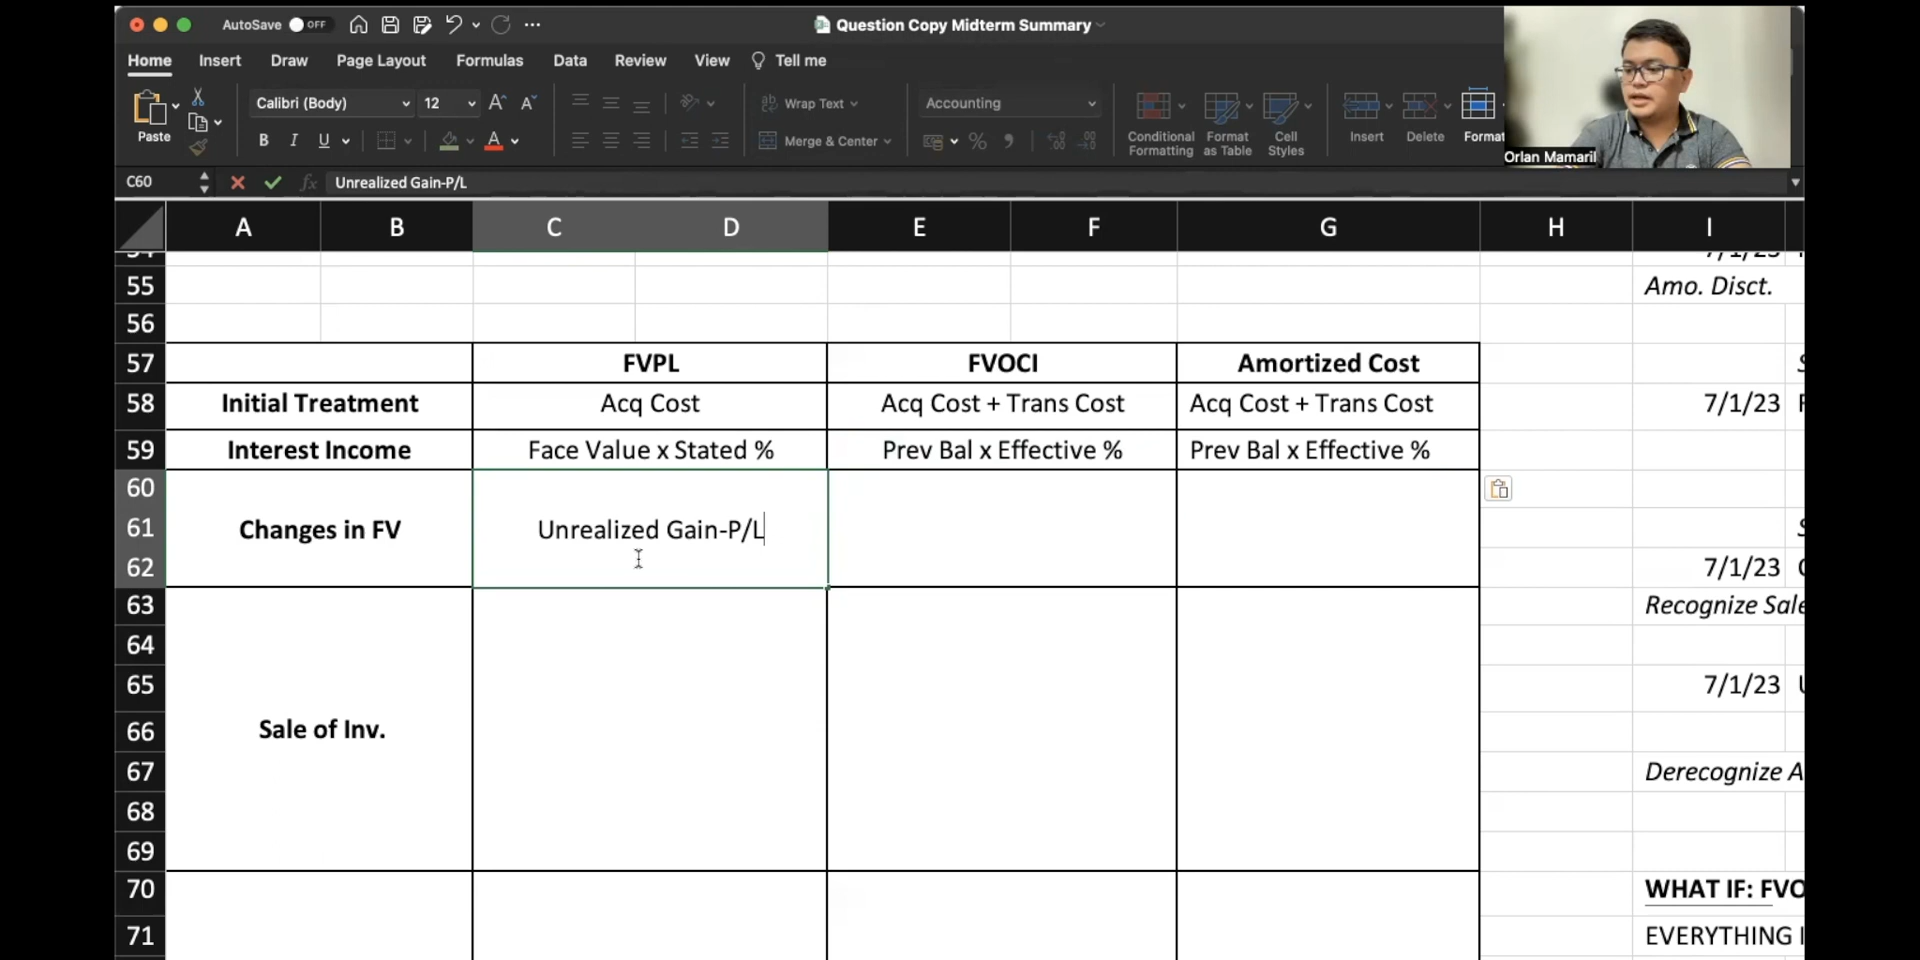 AutoSave OFF
Question Copy Midterm Summary
Home Insert Draw Page Layout Formulas Data Review View Tell me
Paste
Calibri (Body) 12
B I U
Wrap Text
Merge & Center
Accounting
Conditional Formatting
Format as Table
Cell Styles
Insert Delete Format
Orlan Mamaril
C60 fx Unrealized Gain-P/L
A B C D E F G H I
55 Amo. Disct.
56
57 FVPL FVOCI Amortized Cost
58 Initial Treatment Acq Cost Acq Cost + Trans Cost Acq Cost + Trans Cost 7/1/23
59 Interest Income Face Value x Stated % Prev Bal x Effective % Prev Bal x Effective %
60
61 Changes in FV Unrealized Gain-P/L
62 7/1/23
63 Recognize Sale
64
65 7/1/23
66 Sale of Inv.
67 Derecognize A
68
69
70 WHAT IF: FVO
71 EVERYTHING I